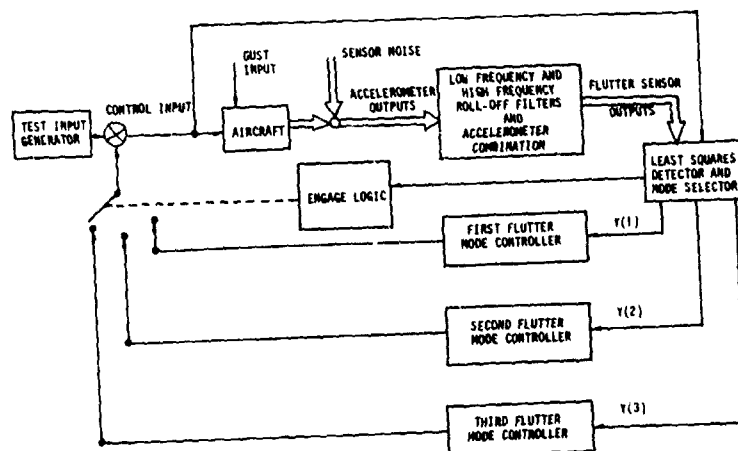 GUST
INPUT
SENSOR NOISE
CONTROL INPUT
ACCELEROMETER
OUTPUTS
LOW FREQUENCY AND
HIGH FREQUENCY
ROLL-OFF FILTERS
AND
ACCELEROMETER
COMBINATION
FLUTTER SENSOR
OUTPUTS
TEST INPUT
GENERATOR
AIRCRAFT
LEAST SQUARES
DETECTOR AND
MODE SELECTOR
ENGAGE LOGIC
FIRST FLUTTER
MODE CONTROLLER
Y(1)
SECOND FLUTTER
MODE CONTROLLER
Y(2)
THIRD FLUTTER
MODE CONTROLLER
Y(3)